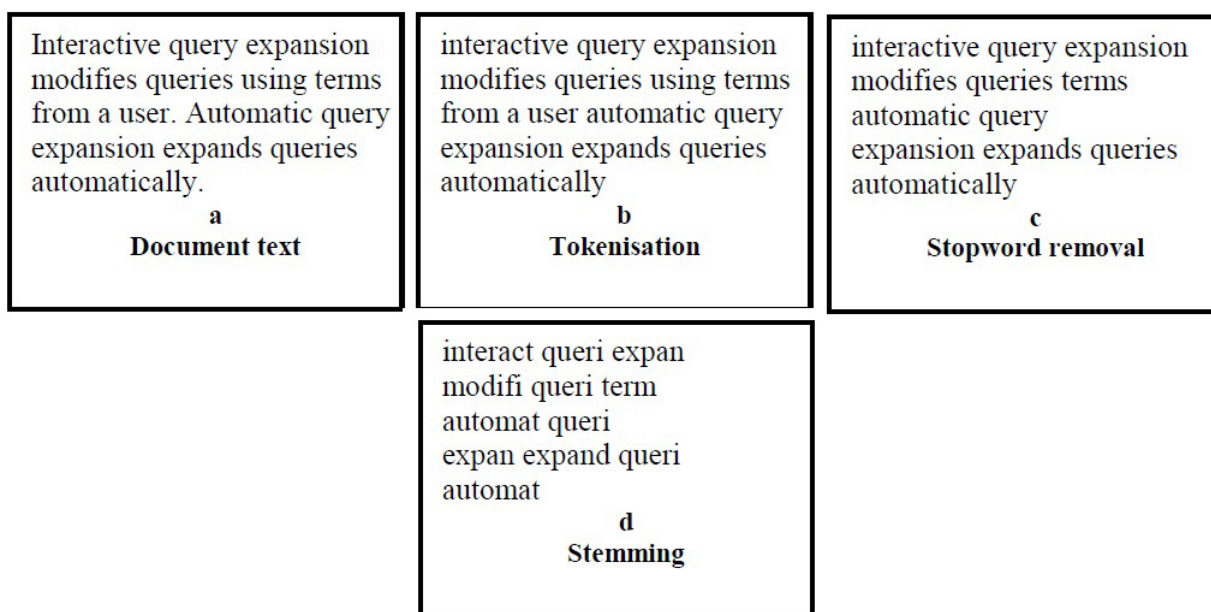 Interactive query expansion
modifies queries using terms
from a user. Automatic query
expansion expands queries
automatically.
a
Document text
interactive query expansion
modifies queries using terms
from a user automatic query
expansion expands queries
automatically
b
Tokenisation
interactive query expansion
modifies queries terms
automatic query
expansion expands queries
automatically
c
Stopword removal
interact queri expan
modifi queri term
automat queri
expan expand queri
automat
d
Stemming